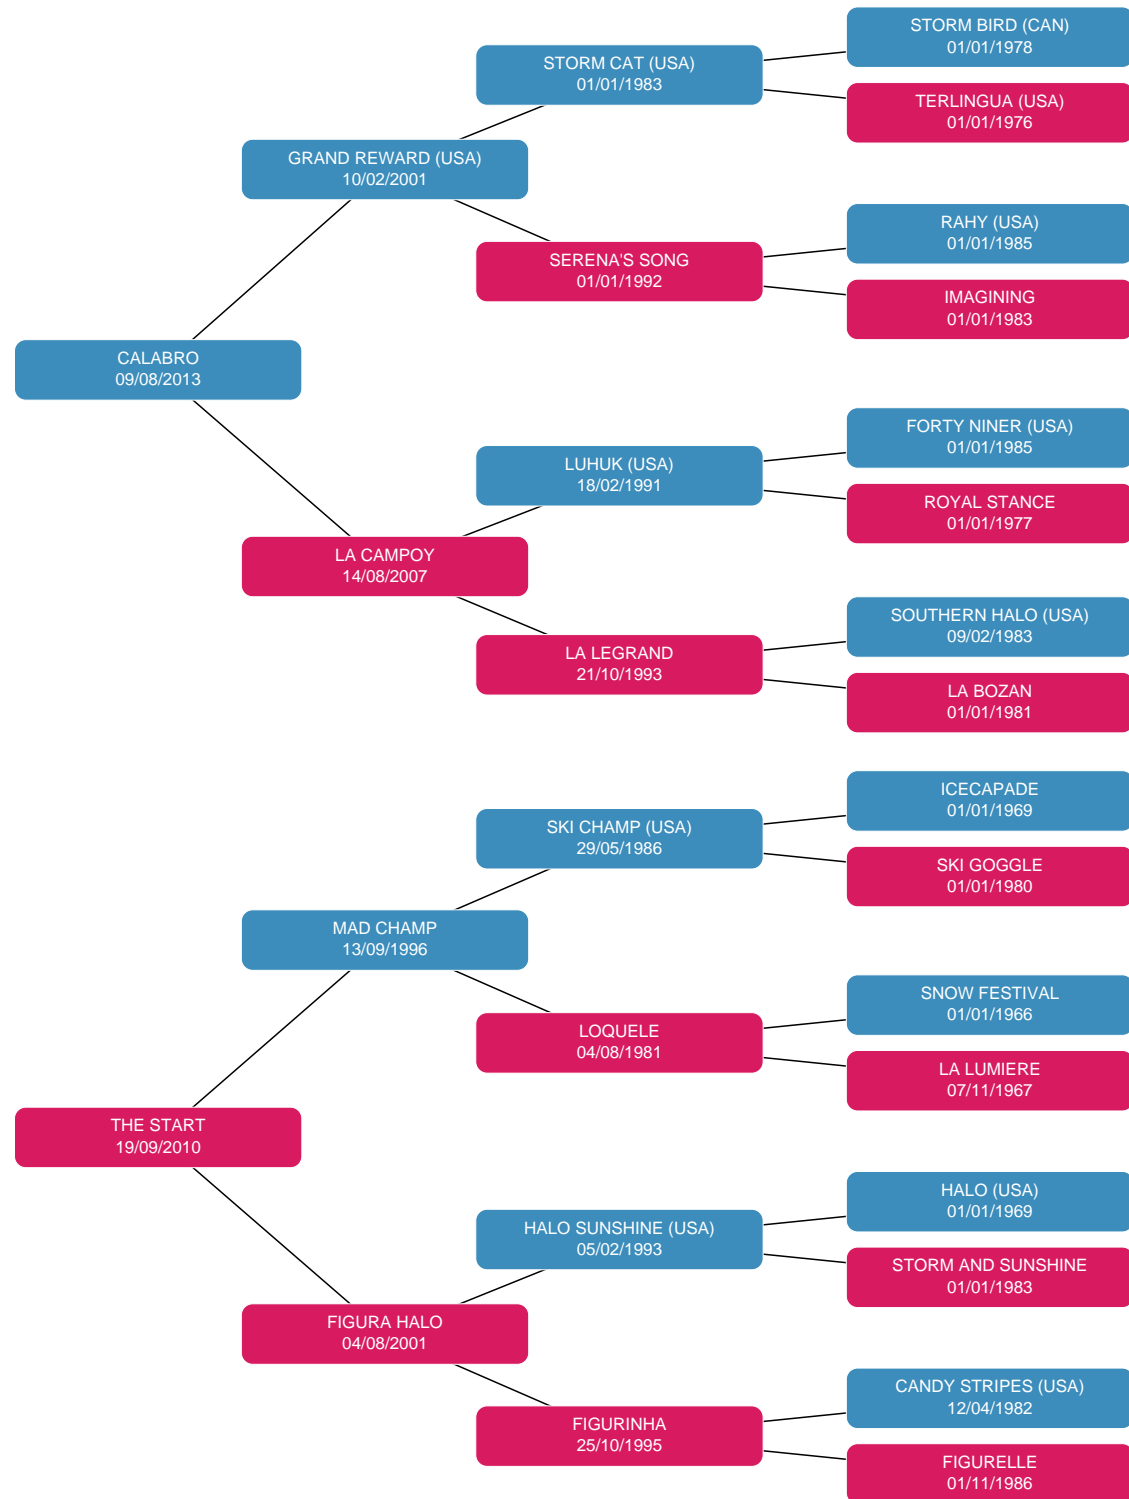 STORM BIRD (CAN)
01/01/1978
STORM CAT (USA)
01/01/1983
TERLINGUA (USA)
01/01/1976
GRAND REWARD (USA)
10/02/2001
RAHY (USA)
01/01/1985
SERENA'S SONG
01/01/1992
IMAGINING
01/01/1983
CALABRO
09/08/2013
FORTY NINER (USA)
01/01/1985
LUHUK (USA)
18/02/1991
ROYAL STANCE
01/01/1977
LA CAMPOY
14/08/2007
SOUTHERN HALO (USA)
09/02/1983
LA LEGRAND
21/10/1993
LA BOZAN
01/01/1981
ICECAPADE
01/01/1969
SKI CHAMP (USA)
29/05/1986
SKI GOGGLE
01/01/1980
MAD CHAMP
13/09/1996
SNOW FESTIVAL
01/01/1966
LOQUELE
04/08/1981
LA LUMIERE
07/11/1967
THE START
19/09/2010
HALO (USA)
01/01/1969
HALO SUNSHINE (USA)
05/02/1993
STORM AND SUNSHINE
01/01/1983
FIGURA HALO
04/08/2001
CANDY STRIPES (USA)
12/04/1982
FIGURINHA
25/10/1995
FIGURELLE
01/11/1986